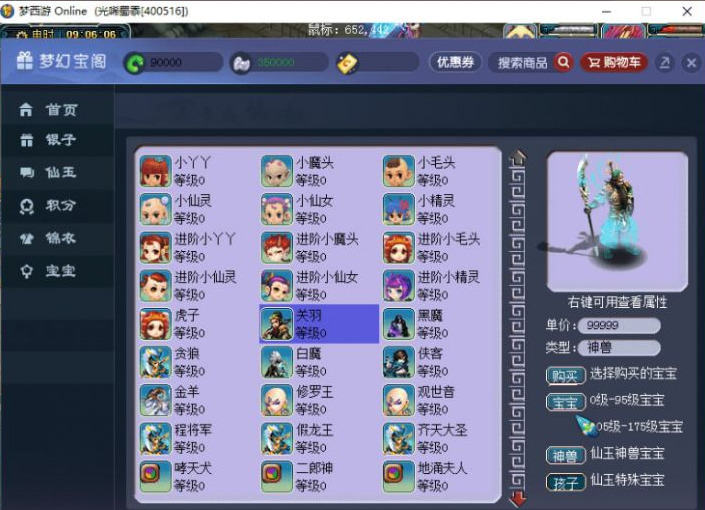 梦西游 Online (光晞蜀黍[400516])
申时 09:06:06
鼠标: 652,442
梦幻宝阁 90000 350000 优惠券 搜索商品 购物车
首页
银子
仙玉
积分
锦衣
宝宝
小丫丫 等级0 小魔头 等级0 小毛头 等级0
小仙灵 等级0 小仙女 等级0 小精灵 等级0
进阶小丫丫 等级0 进阶小魔头 等级0 进阶小毛头 等级0
进阶小仙灵 等级0 进阶小仙女 等级0 进阶小精灵 等级0
虎子 等级0 关羽 等级0 黑魔 等级0
贪狼 等级0 白魔 等级0 侠客 等级0
金羊 等级0 修罗王 等级0 观世音 等级0
程将军 等级0 假龙王 等级0 齐天大圣 等级0
哮天犬 等级0 二郎神 等级0 地涌夫人 等级0
右键可用查看属性
单价: 99999
类型: 神兽
购买 选择购买的宝宝
宝宝 0级-95级宝宝
05级-175级宝宝
神兽 仙玉神兽宝宝
孩子 仙玉特殊宝宝